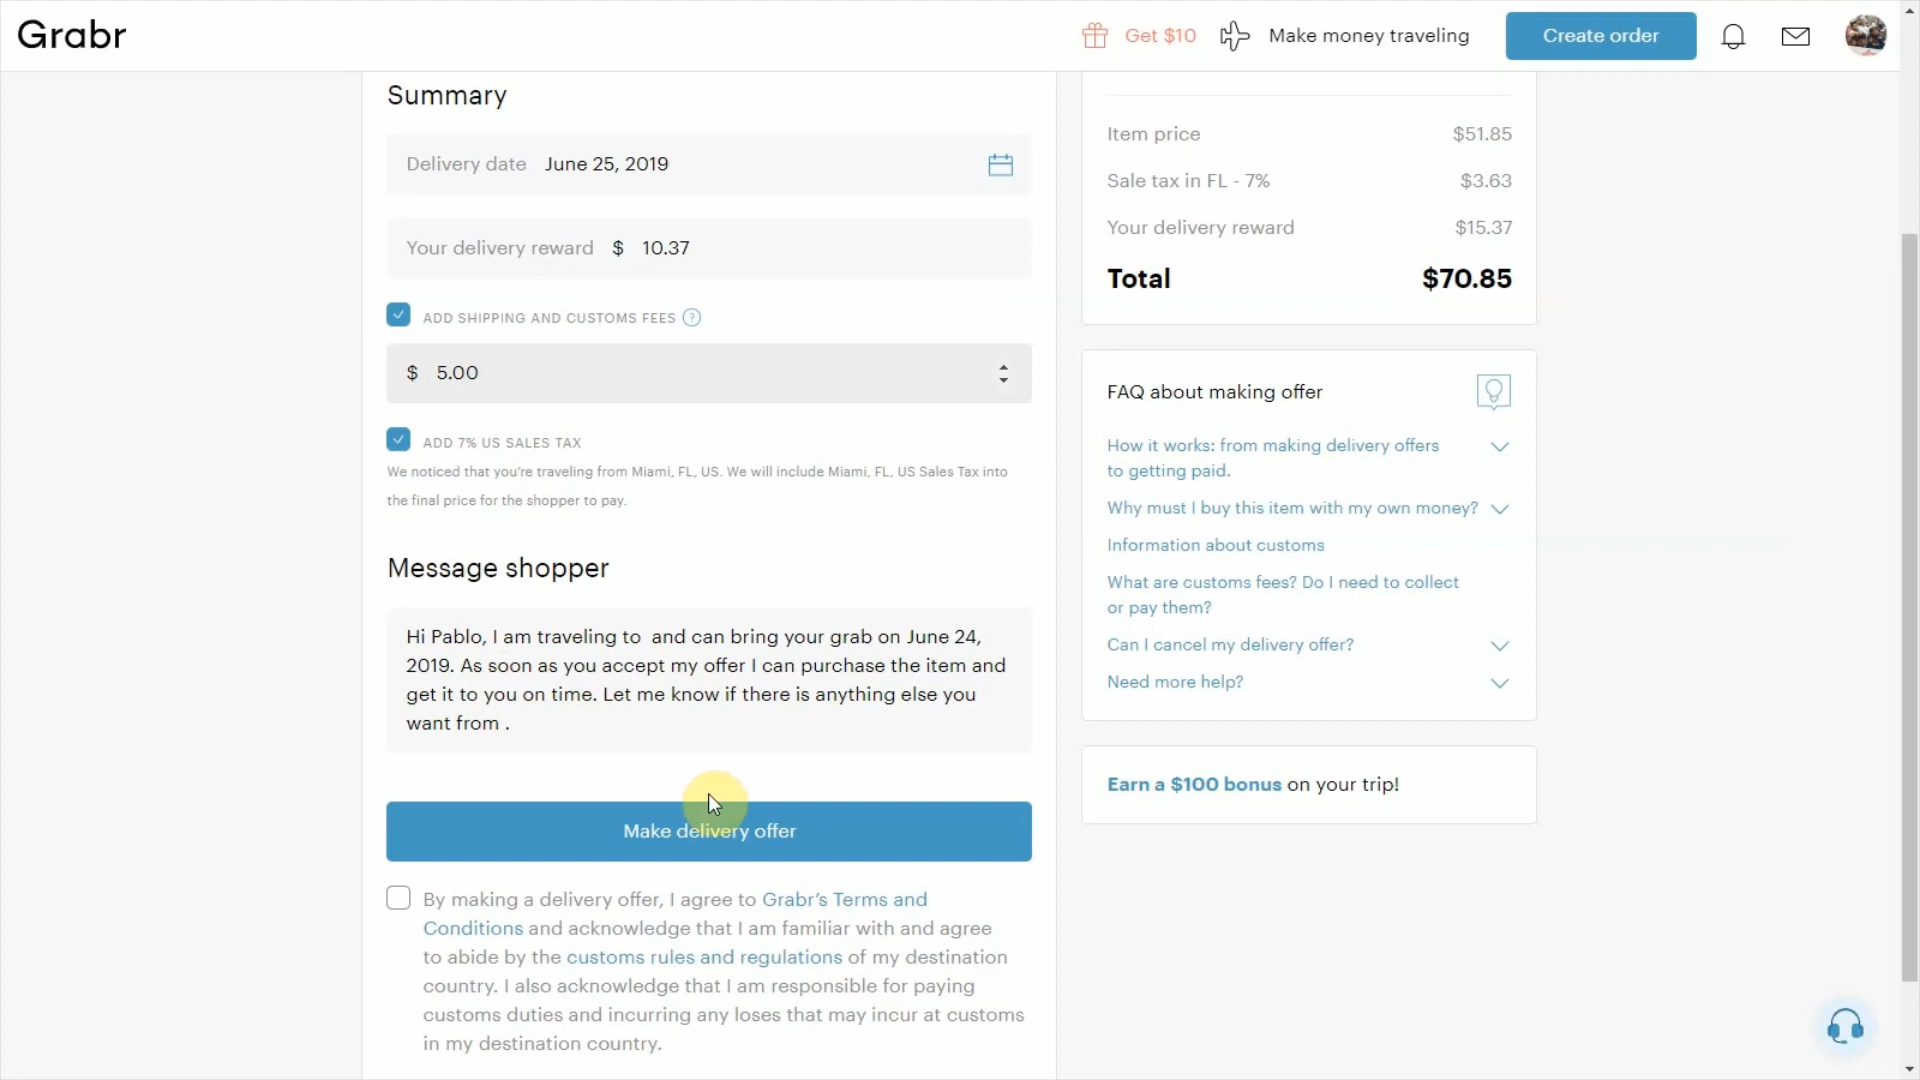 Grabr
Get $10
Make money traveling
Create order
Summary
Delivery date June 25, 2019
Your delivery reward $ 10.37
ADD SHIPPING AND CUSTOMS FEES ?
$ 5.00
ADD 7% US SALES TAX
We noticed that you're traveling from Miami, FL, US. We will include Miami, FL, US Sales Tax into
the final price for the shopper to pay.
Message shopper
Hi Pablo, I am traveling to  and can bring your grab on June 24,
2019. As soon as you accept my offer I can purchase the item and
get it to you on time. Let me know if there is anything else you
want from .
Make delivery offer
By making a delivery offer, I agree to Grabr's Terms and
Conditions and acknowledge that I am familiar with and agree
to abide by the customs rules and regulations of my destination
country. I also acknowledge that I am responsible for paying
customs duties and incurring any loses that may incur at customs
in my destination country.
Item price $51.85
Sale tax in FL - 7% $3.63
Your delivery reward $15.37
Total $70.85
FAQ about making offer
How it works: from making delivery offers
to getting paid.
Why must I buy this item with my own money?
Information about customs
What are customs fees? Do I need to collect
or pay them?
Can I cancel my delivery offer?
Need more help?
Earn a $100 bonus on your trip!